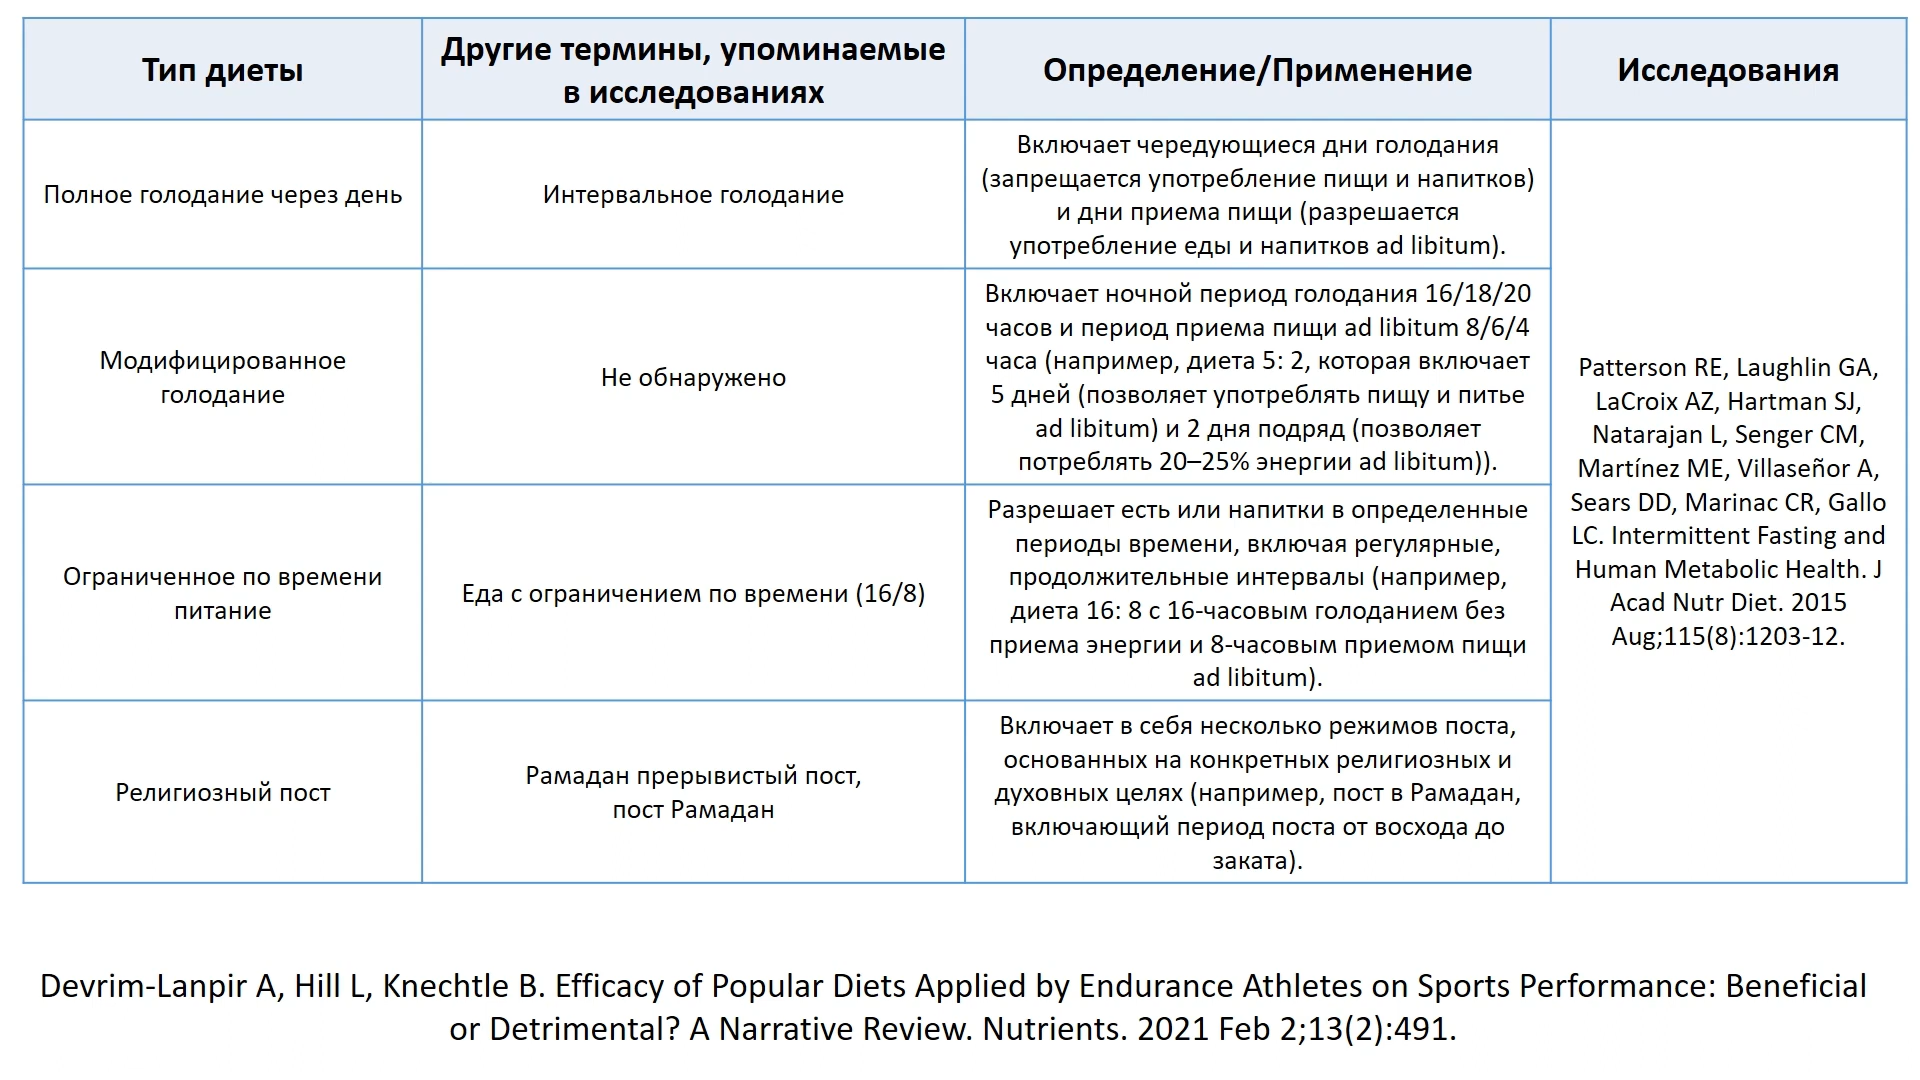 Тип диеты
Другие термины, упоминаемые
в исследованиях
Определение/Применение
Исследования
Полное голодание через день
Интервальное голодание
Включает чередующиеся дни голодания
(запрещается употребление пищи и напитков)
и дни приема пищи (разрешается
употребление еды и напитков ad libitum).
Модифицированное
голодание
Не обнаружено
Включает ночной период голодания 16/18/20
часов и период приема пищи ad libitum 8/6/4
часа (например, диета 5: 2, которая включает
5 дней (позволяет употреблять пищу и питье
ad libitum) и 2 дня подряд (позволяет
потреблять 20–25% энергии ad libitum)).
Ограниченное по времени
питание
Еда с ограничением по времени (16/8)
Разрешает есть или напитки в определенные
периоды времени, включая регулярные,
продолжительные интервалы (например,
диета 16: 8 с 16-часовым голоданием без
приема энергии и 8-часовым приемом пищи
ad libitum).
Религиозный пост
Рамадан прерывистый пост,
пост Рамадан
Включает в себя несколько режимов поста,
основанных на конкретных религиозных и
духовных целях (например, пост в Рамадан,
включающий период поста от восхода до
заката).
Patterson RE, Laughlin GA,
LaCroix AZ, Hartman SJ,
Natarajan L, Senger CM,
Martínez ME, Villaseñor A,
Sears DD, Marinac CR, Gallo
LC. Intermittent Fasting and
Human Metabolic Health. J
Acad Nutr Diet. 2015
Aug;115(8):1203-12.
Devrim-Lanpir A, Hill L, Knechtle B. Efficacy of Popular Diets Applied by Endurance Athletes on Sports Performance: Beneficial
or Detrimental? A Narrative Review. Nutrients. 2021 Feb 2;13(2):491.